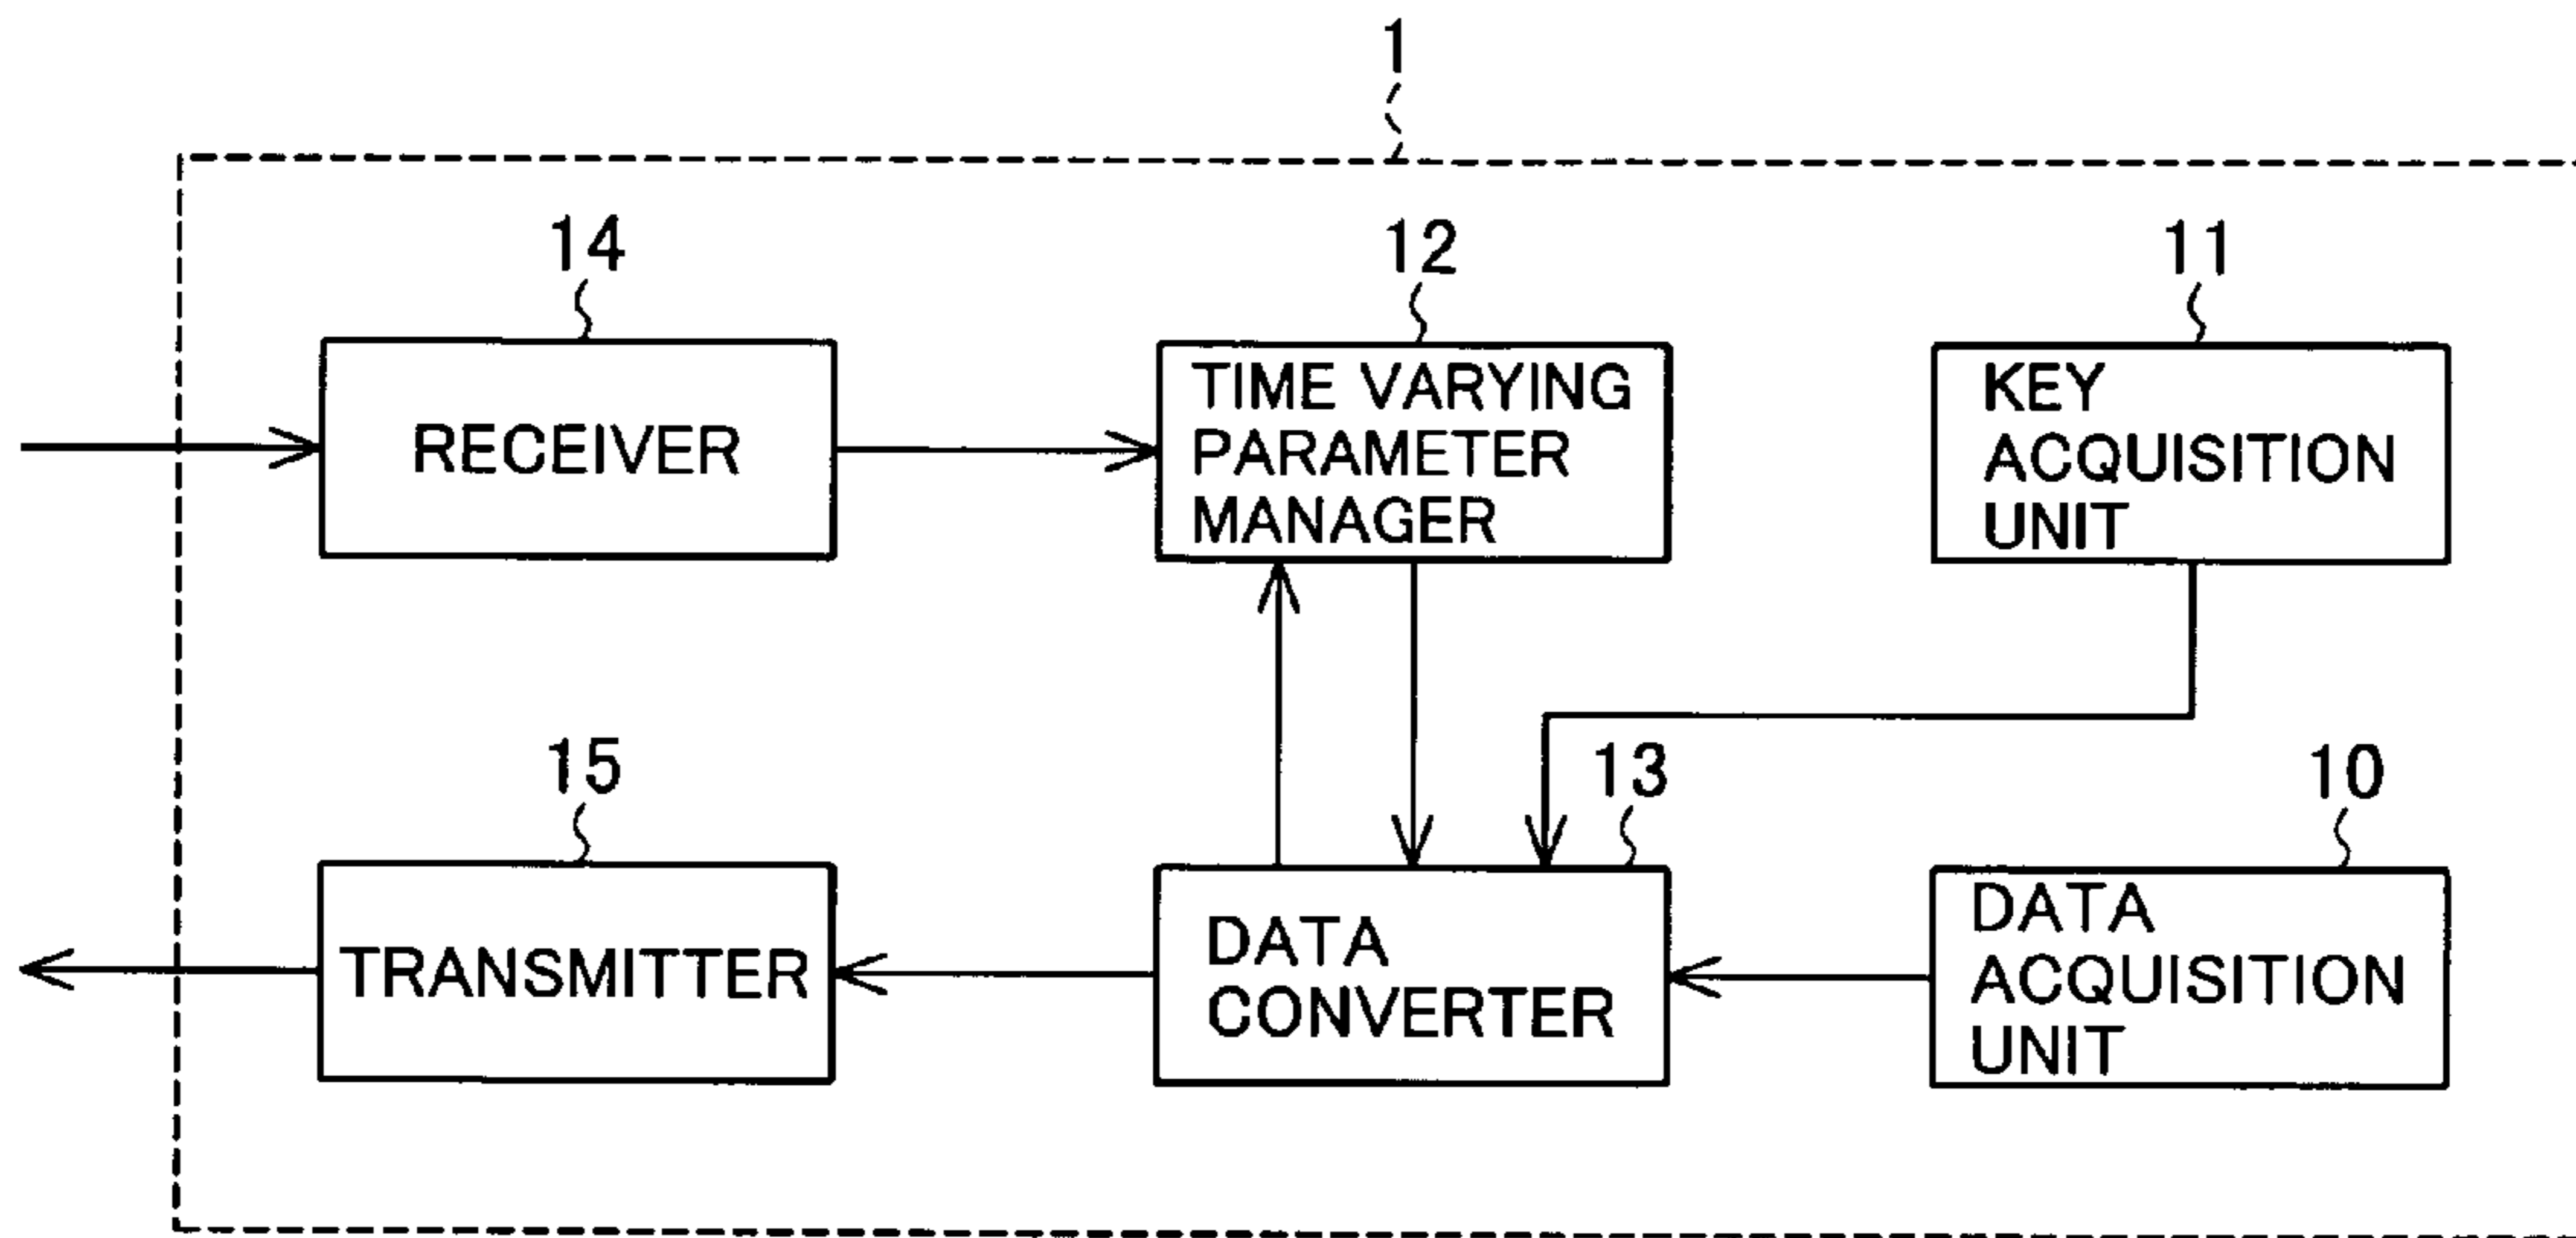 1
14
12
11
RECEIVER
TIME VARYING
PARAMETER
MANAGER
KEY
ACQUISITION
UNIT
15
13
10
TRANSMITTER
DATA
CONVERTER
DATA
ACQUISITION
UNIT